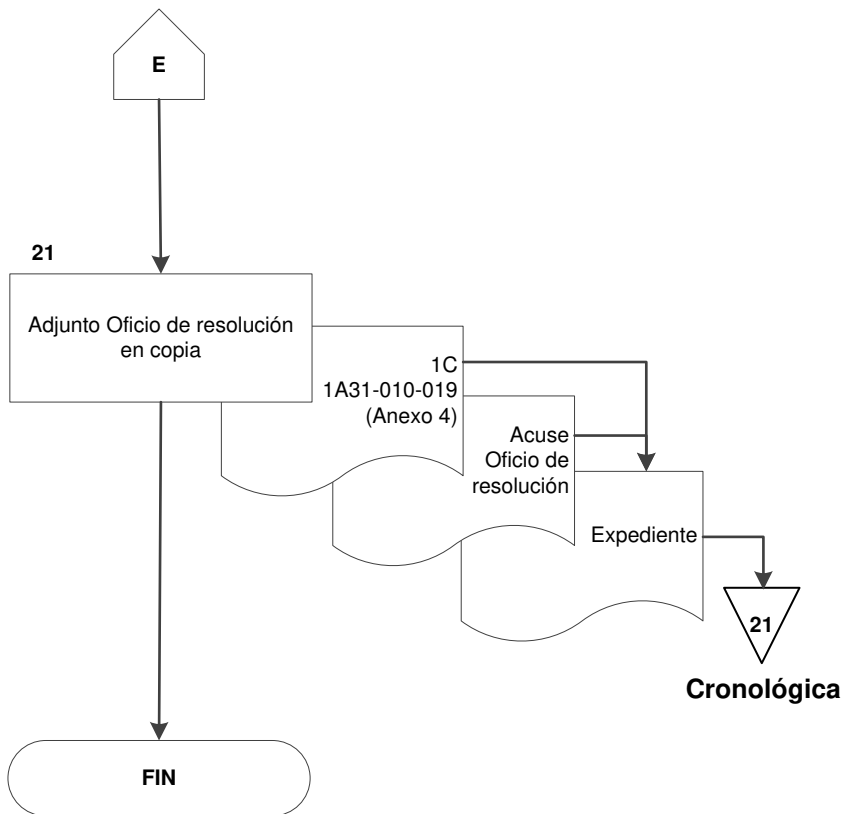 E
21
Adjunto Oficio de resolución
en copia
1C
1A31-010-019
(Anexo 4)
Acuse
Oficio de
resolución
Expediente
21
Cronológica
FIN